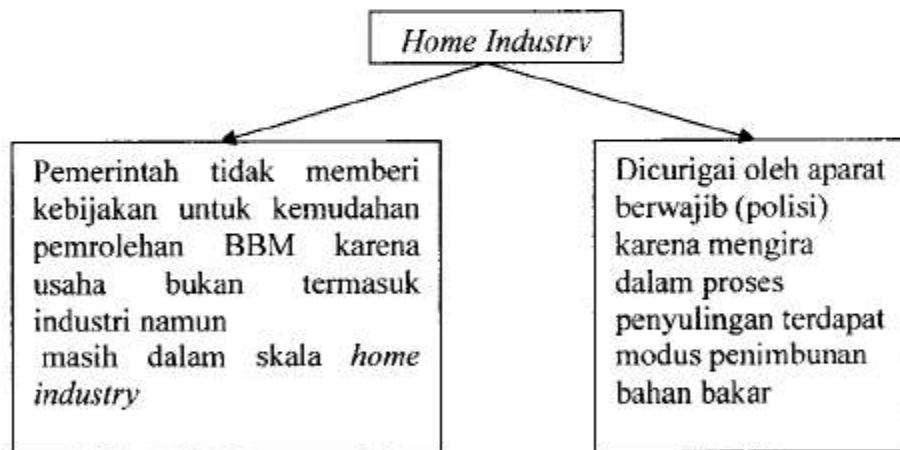 Home Industry
Pemerintah tidak memberi
kebijakan untuk kemudahan
pemrolehan BBM karena
usaha bukan termasuk
industri namun
masih dalam skala home
industry
Dicurigai oleh aparat
berwajib (polisi)
karena mengira
dalam proses
penyulingan terdapat
modus penimbunan
bahan bakar